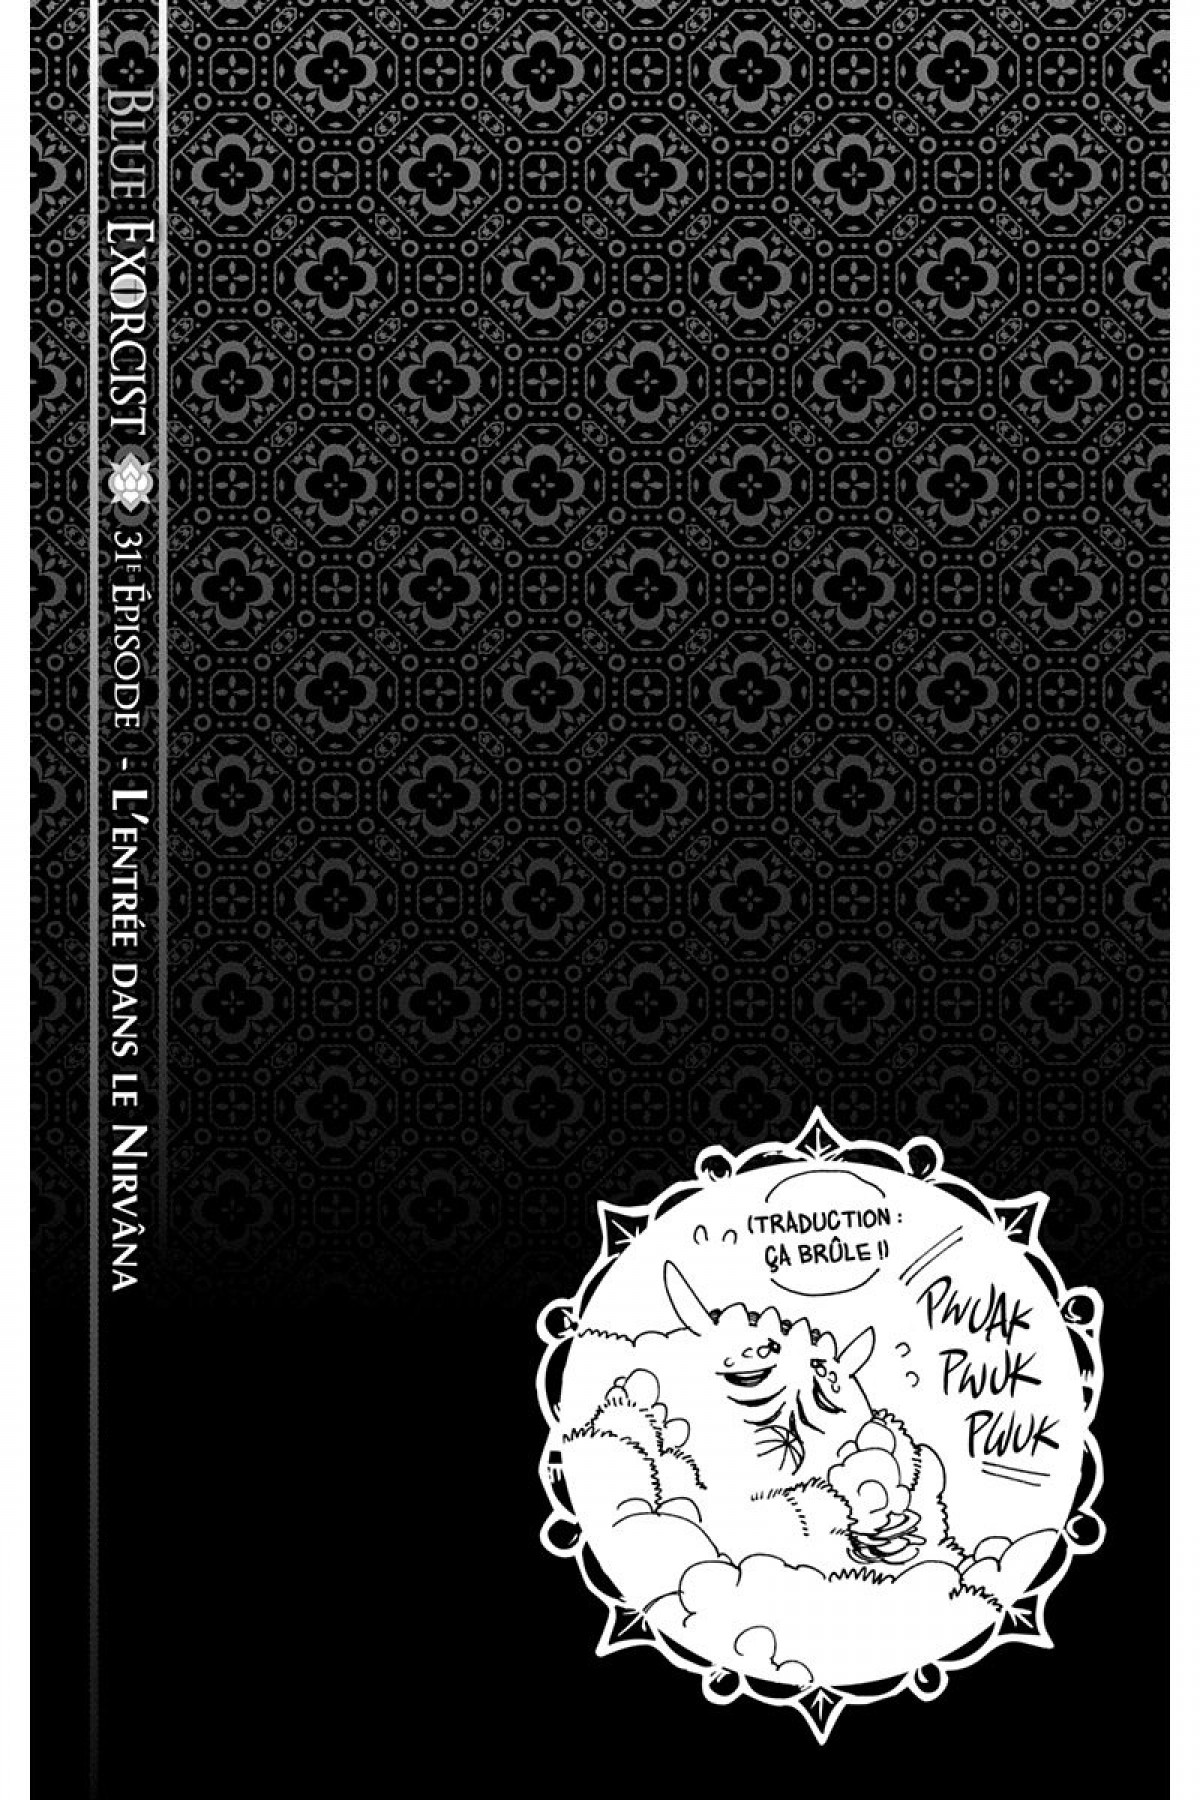 BLUE EXORCIST 31E ÉPISODE - L'ENTRÉE DANS LE NIRVÂNA
(TRADUCTION :
ÇA BRÛLE !)
PWUAK
PWUK
PWUK